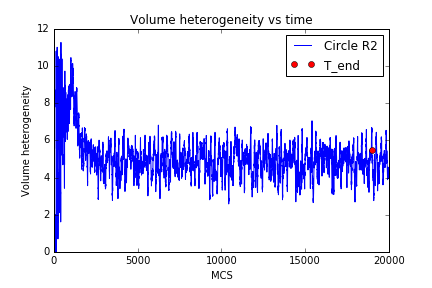 Volume heterogeneity vs time
Circle R2
T_end
Volume heterogeneity
12
10
8
6
4
2
0
0 5000 10000 15000 20000
MCS